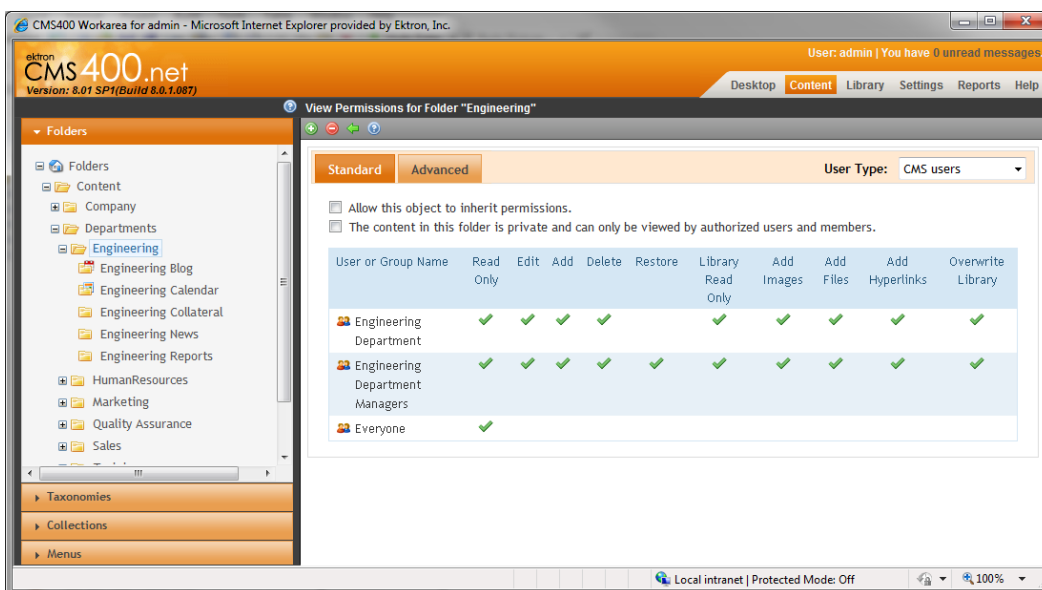 CMS400 Workarea for admin - Microsoft Internet Explorer provided by Ektron, Inc.
User: admin | You have 0 unread messages
ektron
CMS400.net
Version: 8.01 SP1(Build 8.0.1.087)
Desktop Content Library Settings Reports Help
View Permissions for Folder "Engineering"
Folders
Folders
Content
Company
Departments
Engineering
Engineering Blog
Engineering Calendar
Engineering Collateral
Engineering News
Engineering Reports
HumanResources
Marketing
Quality Assurance
Sales
Taxonomies
Collections
Menus
Standard Advanced User Type: CMS users
Allow this object to inherit permissions.
The content in this folder is private and can only be viewed by authorized users and members.
User or Group Name Read Edit Add Delete Restore Library Add Add Add Overwrite
Only Read Images Files Hyperlinks Library
Only
Engineering
Department
Engineering
Department
Managers
Everyone
Local intranet | Protected Mode: Off 100%